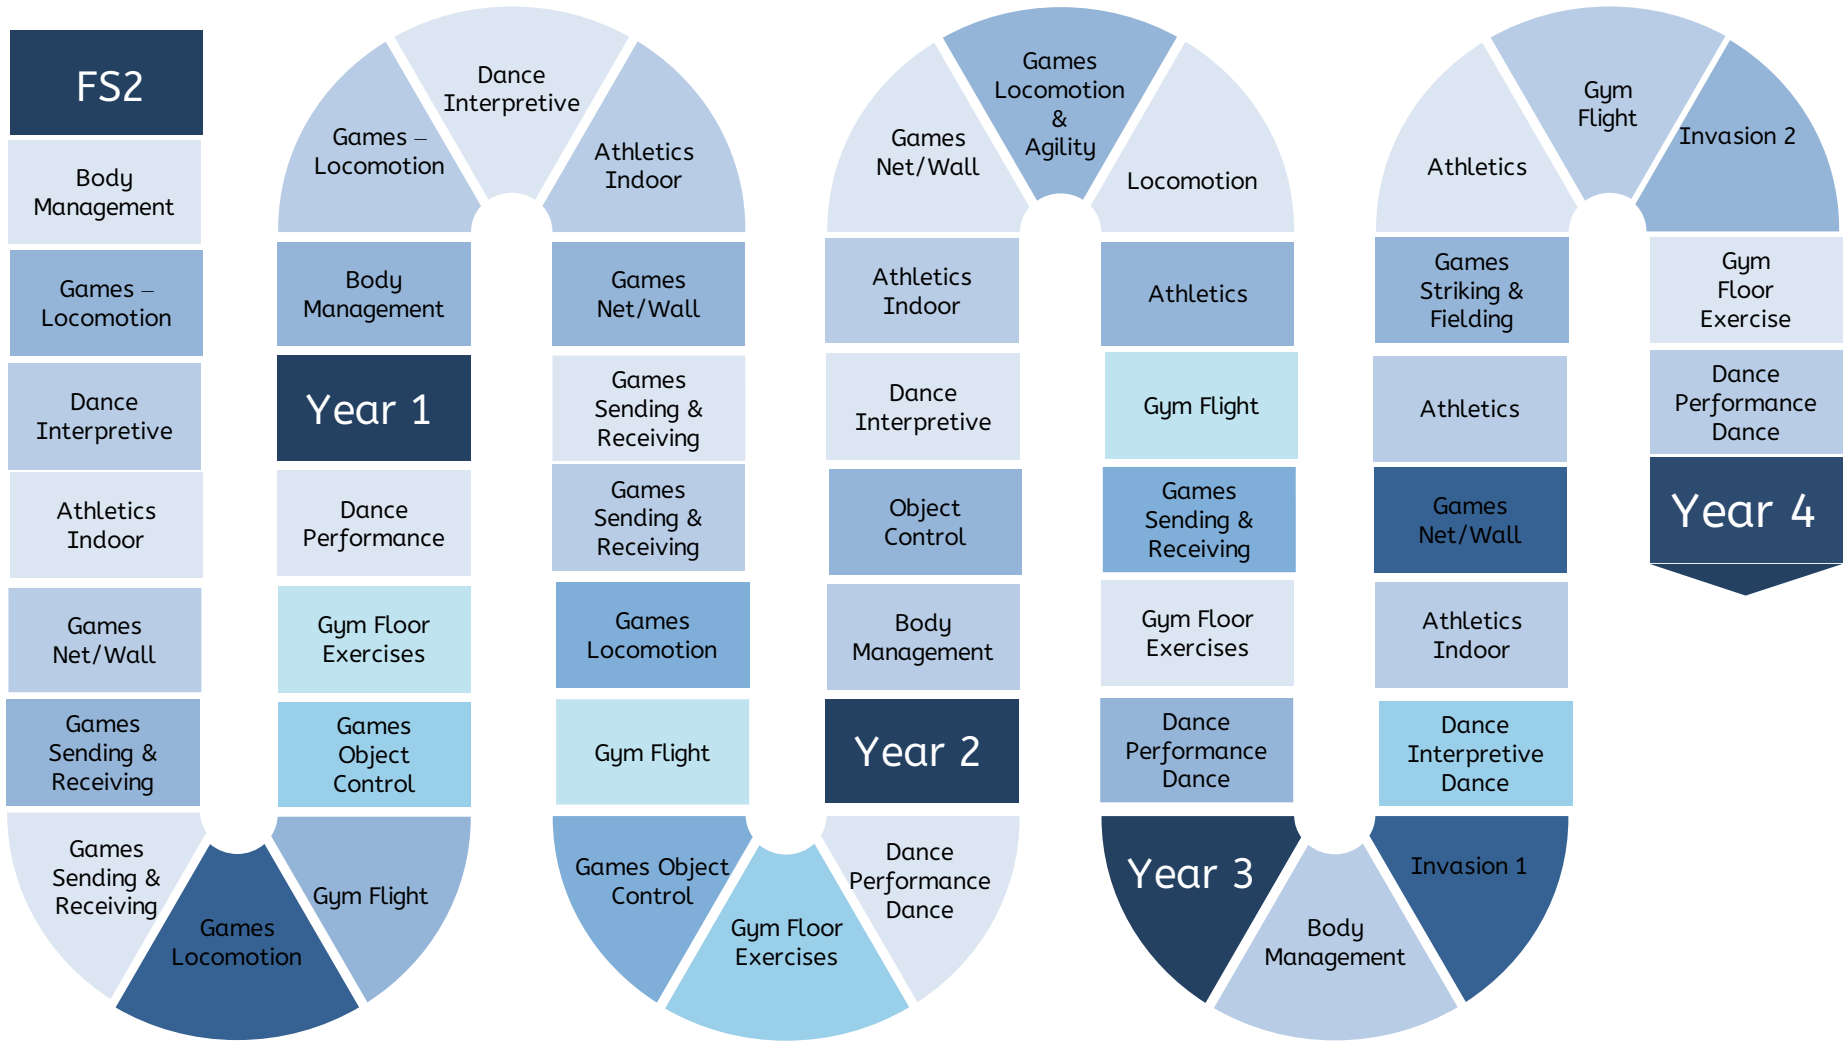 FS2
Body
Management
Games –
Locomotion
Dance
Interpretive
Athletics
Indoor
Games
Net/Wall
Games
Sending &
Receiving
Games
Sending &
Receiving
Games
Locomotion
Gym Flight
Games
Object
Control
Gym Floor
Exercises
Dance
Performance
Year 1
Body
Management
Games –
Locomotion
Dance
Interpretive
Athletics
Indoor
Games
Net/Wall
Games
Sending &
Receiving
Games
Sending &
Receiving
Games
Locomotion
Gym Flight
Games Object
Control
Gym Floor
Exercises
Dance
Performance
Dance
Year 2
Body
Management
Object
Control
Dance
Interpretive
Athletics
Indoor
Games
Net/Wall
Games
Locomotion
&
Agility
Locomotion
Athletics
Gym Flight
Games
Sending &
Receiving
Gym Floor
Exercises
Dance
Performance
Dance
Year 3
Body
Management
Invasion 1
Dance
Interpretive
Dance
Athletics
Indoor
Games
Net/Wall
Athletics
Games
Striking &
Fielding
Athletics
Gym
Flight
Invasion 2
Gym
Floor
Exercise
Dance
Performance
Dance
Year 4